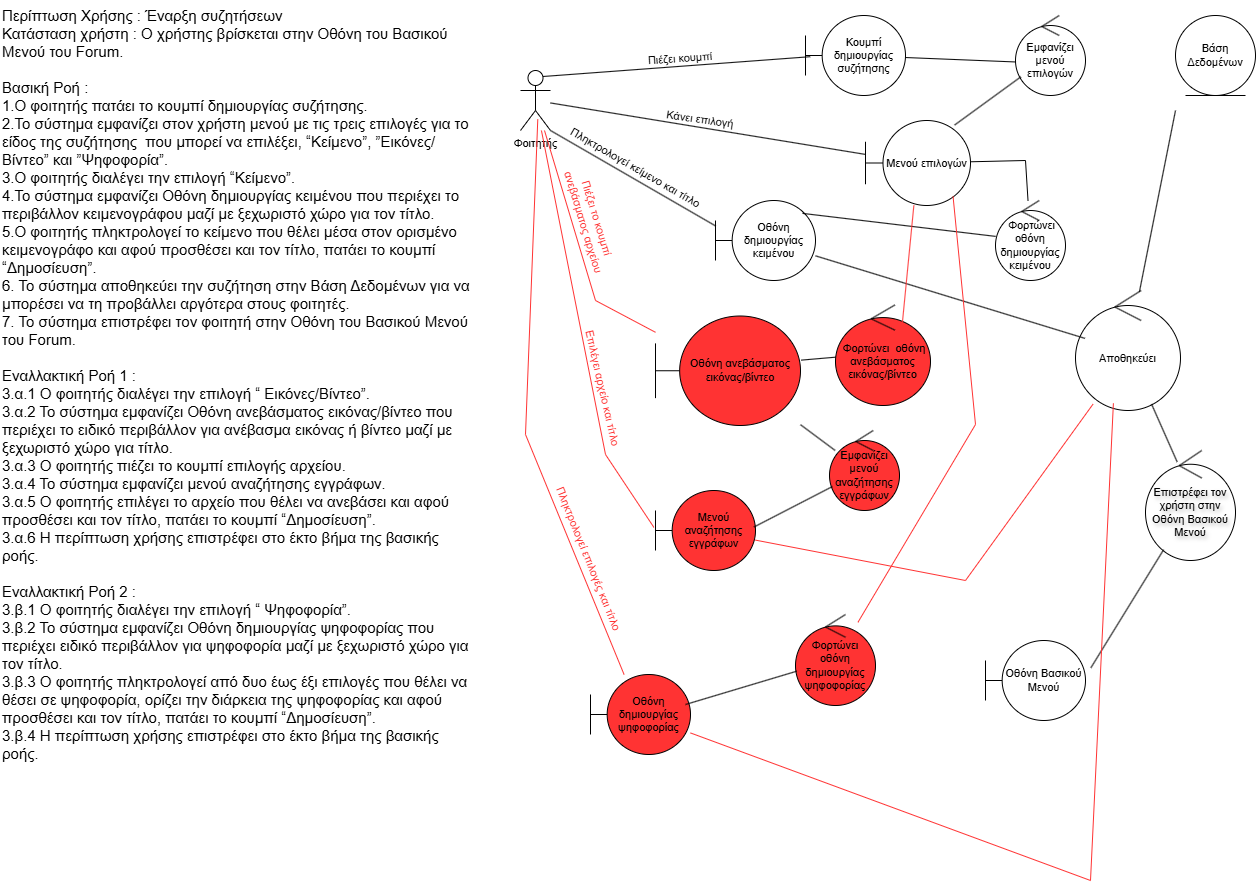 Περίπτωση Χρήσης : Έναρξη συζητήσεων
Κατάσταση χρήστη : Ο χρήστης βρίσκεται στην Οθόνη του Βασικού
Μενού του Forum.
Βασική Ροή :
1.Ο φοιτητής πατάει το κουμπί δημιουργίας συζήτησης.
2.Το σύστημα εμφανίζει στον χρήστη μενού με τις τρεις επιλογές για το
είδος της συζήτησης  που μπορεί να επιλέξει, “Κείμενο”, ”Εικόνες/
Βίντεο” και ”Ψηφοφορία”.
3.Ο φοιτητής διαλέγει την επιλογή “Κείμενο”.
4.Το σύστημα εμφανίζει Οθόνη δημιουργίας κειμένου που περιέχει το
περιβάλλον κειμενογράφου μαζί με ξεχωριστό χώρο για τον τίτλο.
5.Ο φοιτητής πληκτρολογεί το κείμενο που θέλει μέσα στον ορισμένο
κειμενογράφο και αφού προσθέσει και τον τίτλο, πατάει το κουμπί
“Δημοσίευση”.
6. Το σύστημα αποθηκεύει την συζήτηση στην Βάση Δεδομένων για να
μπορέσει να τη προβάλλει αργότερα στους φοιτητές.
7. Το σύστημα επιστρέφει τον φοιτητή στην Οθόνη του Βασικού Μενού
του Forum.
Εναλλακτική Ροή 1 :
3.α.1 Ο φοιτητής διαλέγει την επιλογή “ Εικόνες/Βίντεο”.
3.α.2 Το σύστημα εμφανίζει Οθόνη ανεβάσματος εικόνας/βίντεο που
περιέχει το ειδικό περιβάλλον για ανέβασμα εικόνας ή βίντεο μαζί με
ξεχωριστό χώρο για τίτλο.
3.α.3 Ο φοιτητής πιέζει το κουμπί επιλογής αρχείου.
3.α.4 Το σύστημα εμφανίζει μενού αναζήτησης εγγράφων.
3.α.5 Ο φοιτητής επιλέγει το αρχείο που θέλει να ανεβάσει και αφού
προσθέσει και τον τίτλο, πατάει το κουμπί “Δημοσίευση”.
3.α.6 Η περίπτωση χρήσης επιστρέφει στο έκτο βήμα της βασικής
ροής.
Εναλλακτική Ροή 2 :
3.β.1 Ο φοιτητής διαλέγει την επιλογή “ Ψηφοφορία”.
3.β.2 Το σύστημα εμφανίζει Οθόνη δημιουργίας ψηφοφορίας που
περιέχει ειδικό περιβάλλον για ψηφοφορία μαζί με ξεχωριστό χώρο για
τον τίτλο.
3.β.3 Ο φοιτητής πληκτρολογεί από δυο έως έξι επιλογές που θέλει να
θέσει σε ψηφοφορία, ορίζει την διάρκεια της ψηφοφορίας και αφού
προσθέσει και τον τίτλο, πατάει το κουμπί “Δημοσίευση”.
3.β.4 Η περίπτωση χρήσης επιστρέφει στο έκτο βήμα της βασικής
ροής.
Φοιτητής
Πιέζει κουμπί
Κουμπί
δημιουργίας
συζήτησης
Εμφανίζει
μενού
επιλογών
Βάση
Δεδομένων
Κάνει επιλογή
Μενού επιλογών
Πληκτρολογεί κείμενο και τίτλο
Οθόνη
δημιουργίας
κειμένου
Φορτώνει
οθόνη
δημιουργίας
κειμένου
Πιέζει το κουμπί
ανεβάσματος αρχείου
Οθόνη ανεβάσματος
εικόνας/βίντεο
Φορτώνει  οθόνη
ανεβάσματος
εικόνας/βίντεο
Αποθηκεύει
Επιλέγει αρχείο και τίτλο
Εμφανίζει
μενού
αναζήτησης
εγγράφων
Μενού
αναζήτησης
εγγράφων
Επιστρέφει τον
χρήστη στην
Οθόνη Βασικού
Μενού
Πληκτρολογεί επιλογές και τίτλο
Φορτώνει
οθόνη
δημιουργίας
ψηφοφορίας
Οθόνη
δημιουργίας
ψηφοφορίας
Οθόνη Βασικού
Μενού